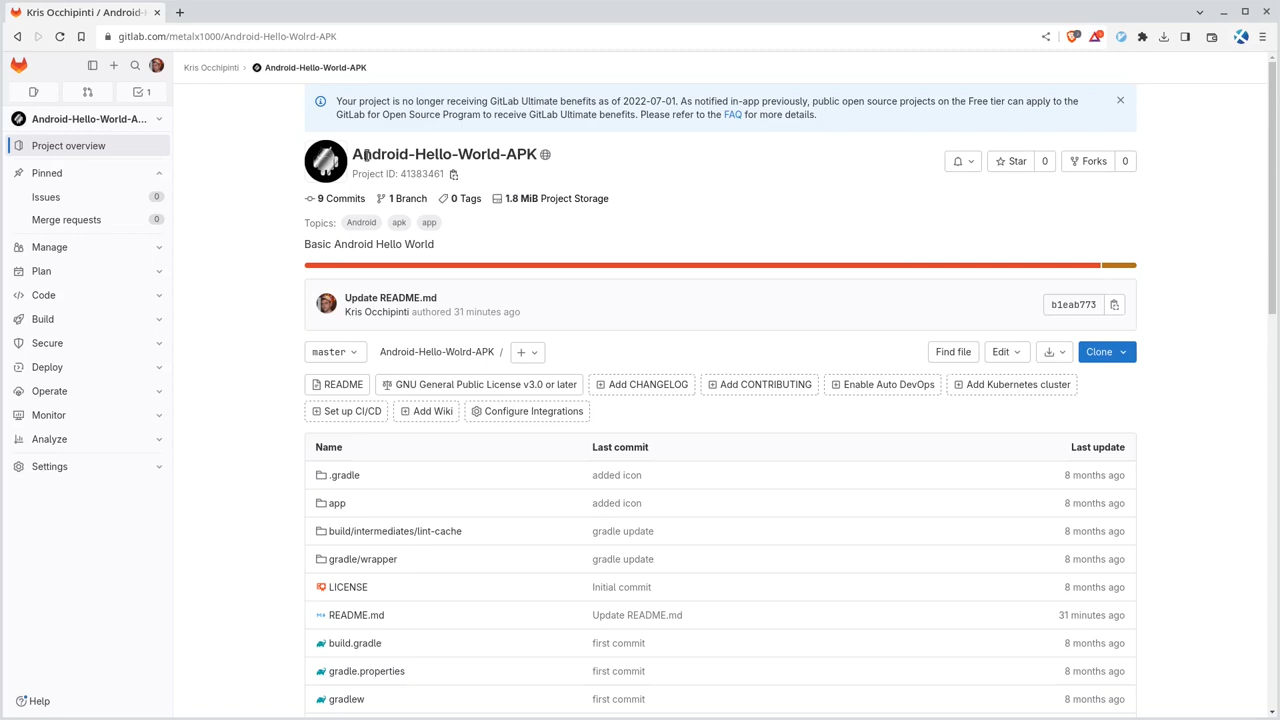 Kris Occhipinti / Android-H
gitlab.com/metalx1000/Android-Hello-Wolrd-APK
Kris Occhipinti › Android-Hello-World-APK
1
Android-Hello-World-A...
Project overview
Pinned
Issues 0
Merge requests 0
Manage
Plan
Code
Build
Secure
Deploy
Operate
Monitor
Analyze
Settings
Help
Your project is no longer receiving GitLab Ultimate benefits as of 2022-07-01. As notified in-app previously, public open source projects on the Free tier can apply to the
GitLab for Open Source Program to receive GitLab Ultimate benefits. Please refer to the FAQ for more details.
Android-Hello-World-APK
Project ID: 41383461
Star 0 Forks 0
9 Commits 1 Branch 0 Tags 1.8 MiB Project Storage
Topics: Android apk app
Basic Android Hello World
Update README.md
Kris Occhipinti authored 31 minutes ago
b1eab773
master Android-Hello-Wolrd-APK / + Find file Edit Clone
README GNU General Public License v3.0 or later Add CHANGELOG Add CONTRIBUTING Enable Auto DevOps Add Kubernetes cluster
Set up CI/CD Add Wiki Configure Integrations
Name Last commit Last update
.gradle added icon 8 months ago
app added icon 8 months ago
build/intermediates/lint-cache gradle update 8 months ago
gradle/wrapper gradle update 8 months ago
LICENSE Initial commit 8 months ago
README.md Update README.md 31 minutes ago
build.gradle first commit 8 months ago
gradle.properties first commit 8 months ago
gradlew first commit 8 months ago